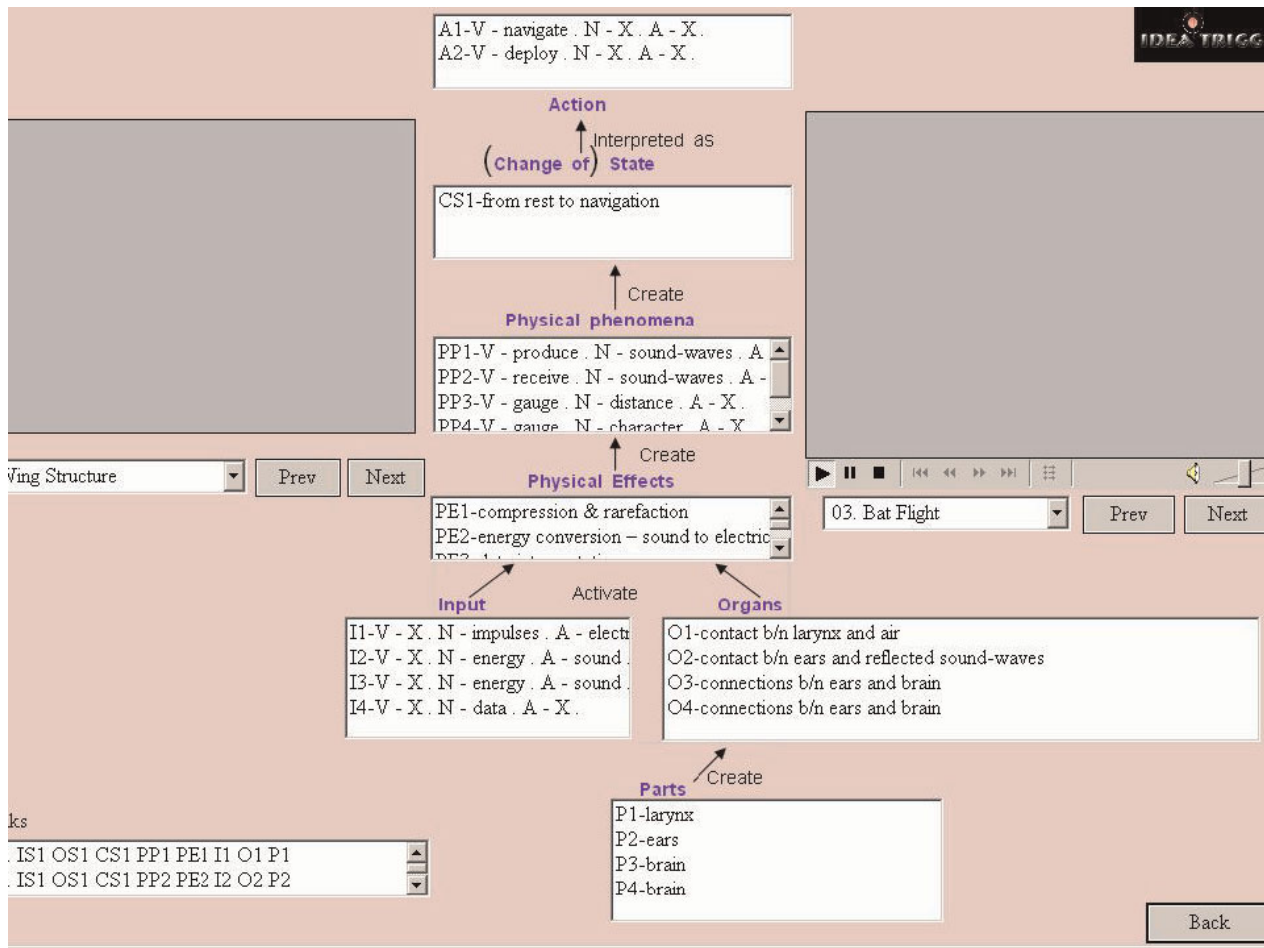 A1-V - navigate . N - X . A - X .
A2-V - deploy . N - X . A - X .
IDEA TRIGG
Action
Interpreted as
(Change of) State
CS1-from rest to navigation
Create
Physical phenomena
PP1-V - produce . N - sound-waves . A
PP2-V - receive . N - sound-waves . A -
PP3-V - gauge . N - distance . A - X .
PP4-V - gauge . N - character . A - X
Create
Wing Structure
Prev
Next
Physical Effects
PE1-compression & rarefaction
PE2-energy conversion – sound to electric
03. Bat Flight
Prev
Next
Activate
Input
Organs
I1-V - X . N - impulses . A - electr
I2-V - X . N - energy . A - sound .
I3-V - X . N - energy . A - sound .
I4-V - X . N - data . A - X .
O1-contact b/n larynx and air
O2-contact b/n ears and reflected sound-waves
O3-connections b/n ears and brain
O4-connections b/n ears and brain
Create
Parts
P1-larynx
P2-ears
P3-brain
P4-brain
ks
. IS1 OS1 CS1 PP1 PE1 I1 O1 P1
. IS1 OS1 CS1 PP2 PE2 I2 O2 P2
Back